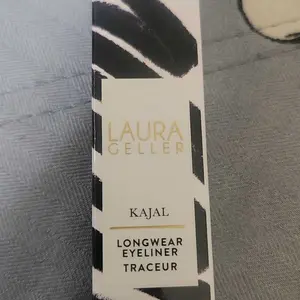 LAURA
GELLER
KAJAL
LONGWEAR
EYELINER
TRACEUR